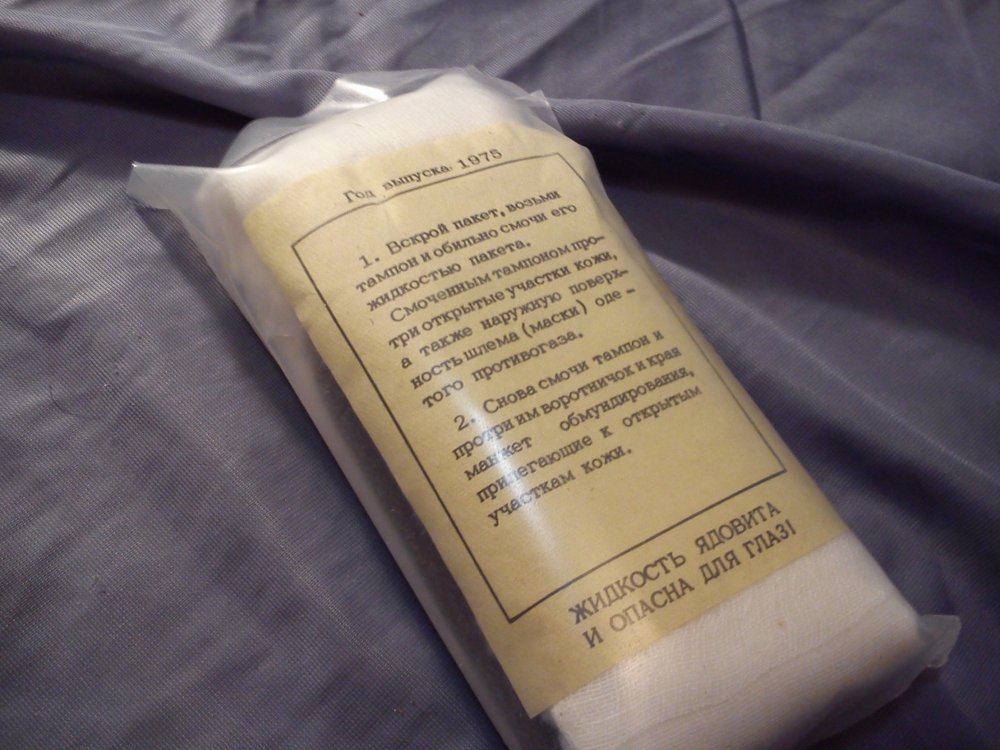 Год выпуска: 1975
1. Вскрой пакет, возьми
тампон и обильно смочи его
жидкостью пакета.
Смоченным тампоном про-
три открытые участки кожи,
а также наружную поверх-
ность шлема (маски) оде-
того противогаза.
2. Снова смочи тампон и
протри им воротничок и края
манжет обмундирования,
прилегающие к открытым
участкам кожи.
ЖИДКОСТЬ ЯДОВИТА
И ОПАСНА ДЛЯ ГЛАЗ!